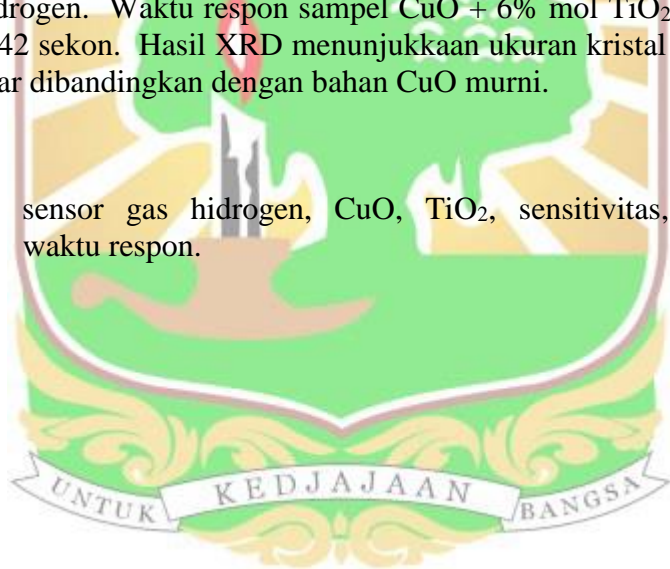 drogen. Waktu respon sampel CuO + 6% mol TiO₂
42 sekon. Hasil XRD menunjukkaan ukuran kristal
ar dibandingkan dengan bahan CuO murni.
sensor gas hidrogen, CuO, TiO₂, sensitivitas,
waktu respon.
UNTUK KEDJAJAAN BANGSA